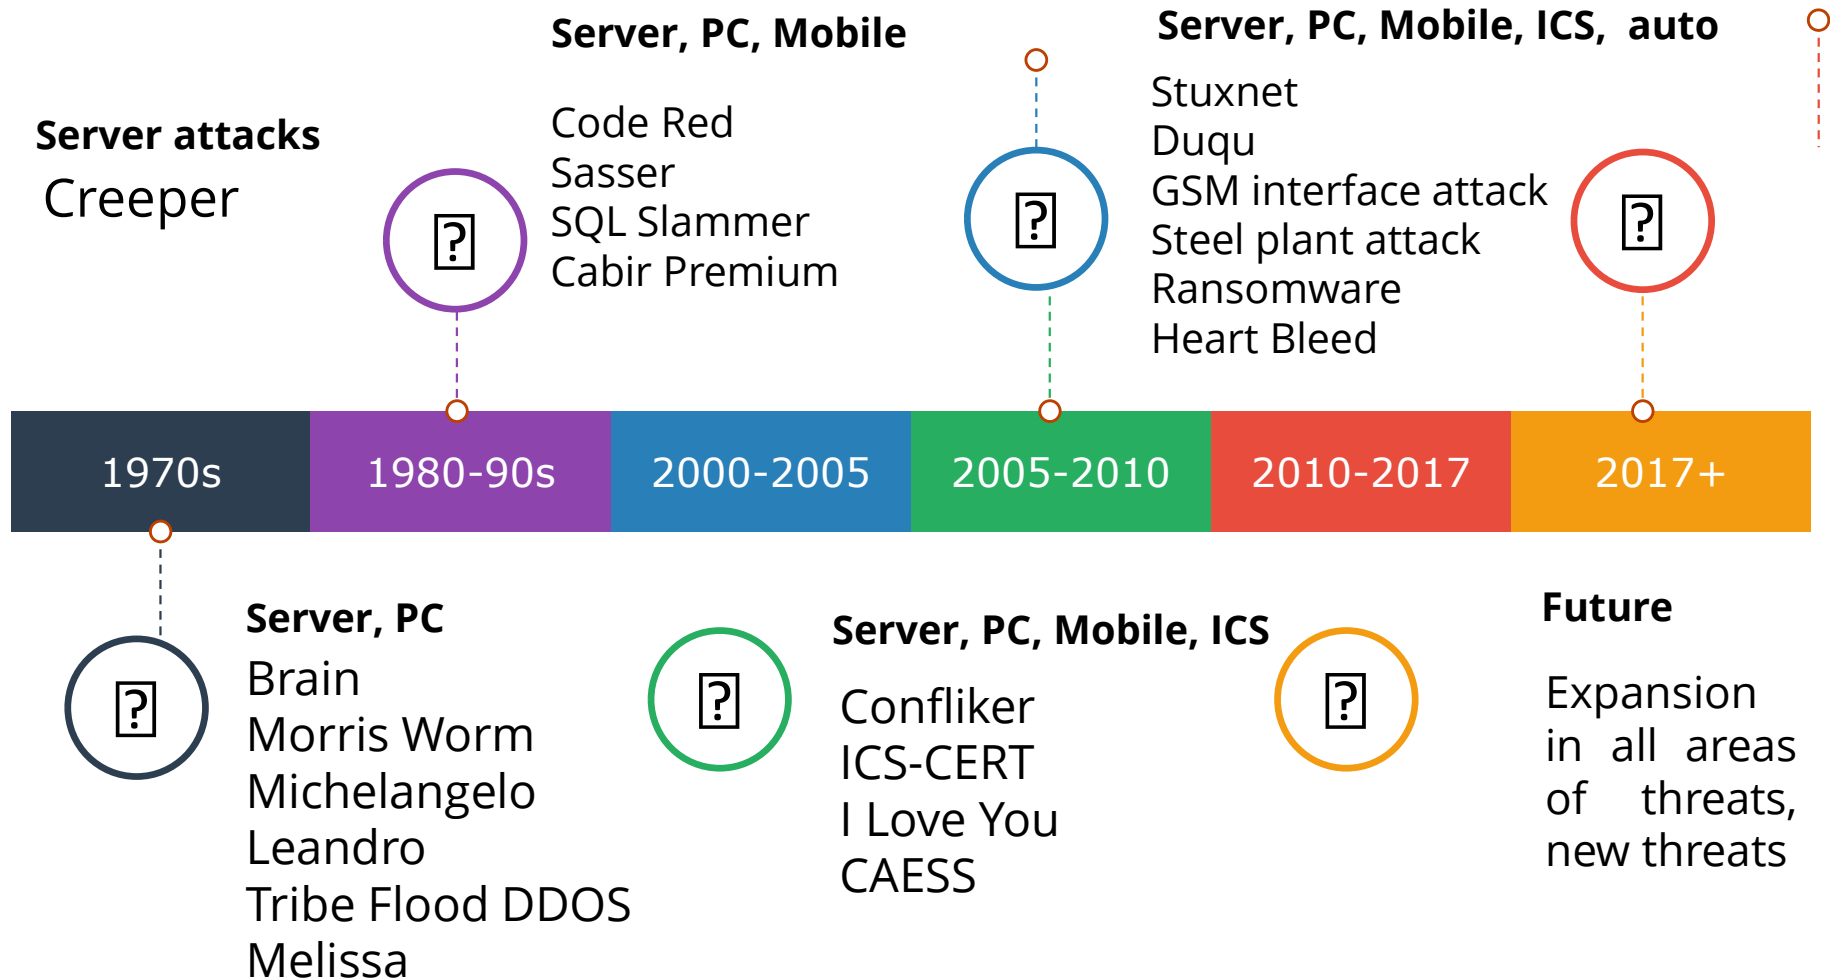 Server attacks
Creeper
Server, PC, Mobile
Code Red
Sasser
SQL Slammer
Cabir Premium
Server, PC, Mobile, ICS, auto
Stuxnet
Duqu
GSM interface attack
Steel plant attack
Ransomware
Heart Bleed
1970s
1980-90s
2000-2005
2005-2010
2010-2017
2017+
Server, PC
Brain
Morris Worm
Michelangelo
Leandro
Tribe Flood DDOS
Melissa
Server, PC, Mobile, ICS
Confliker
ICS-CERT
I Love You
CAESS
Future
Expansion
in all areas
of threats,
new threats